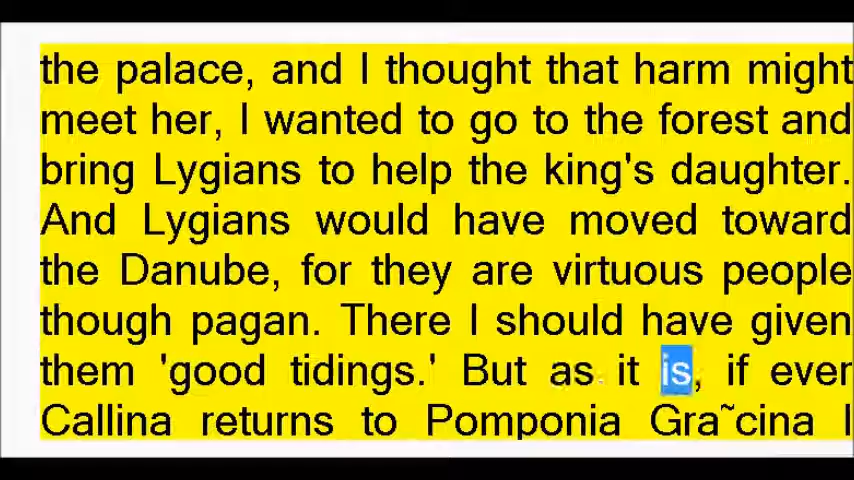 the palace, and I thought that harm might
meet her, I wanted to go to the forest and
bring Lygians to help the king's daughter.
And Lygians would have moved toward
the Danube, for they are virtuous people
though pagan. There I should have given
them 'good tidings.' But as it is, if ever
Callina returns to Pomponia Gra˜cina I